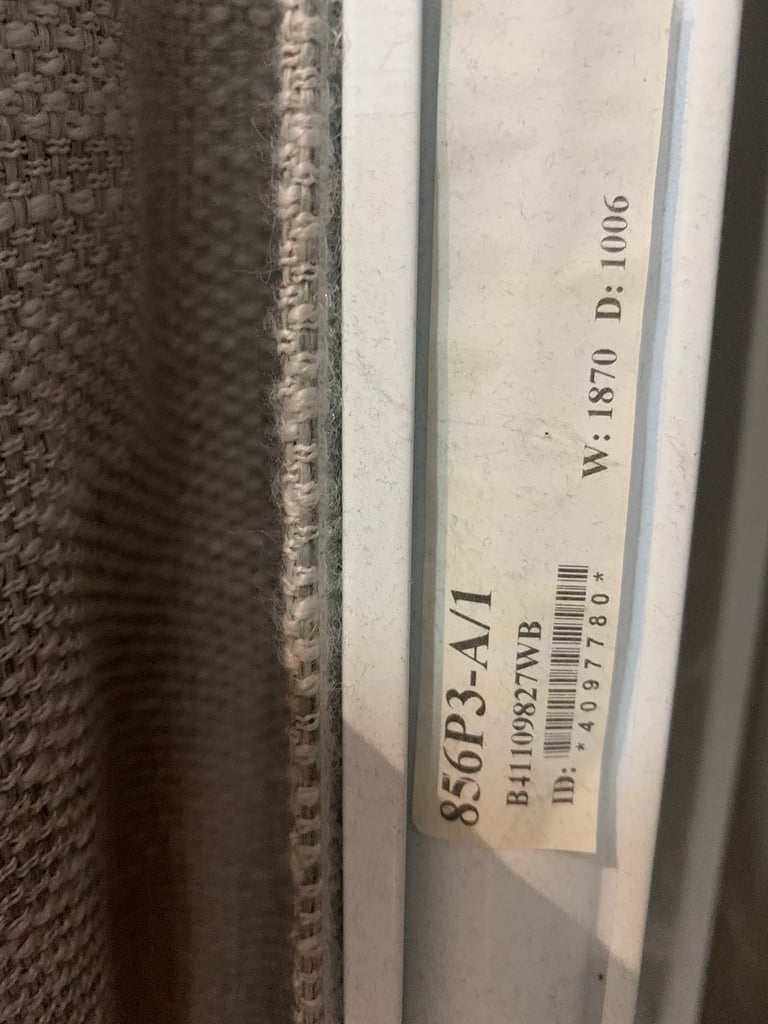 856P3-A/1
B41109827WB
ID: *4097780*
W: 1870 D: 1006